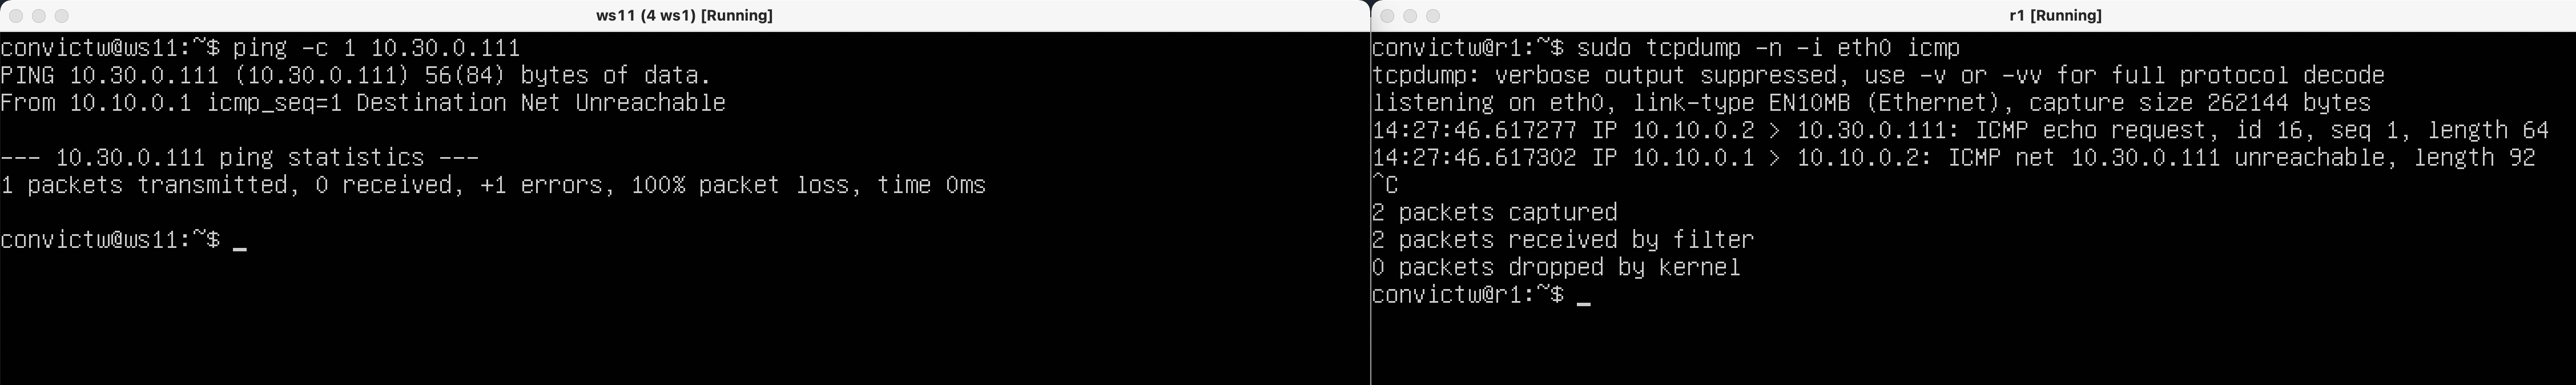 ws11 (4 ws1) [Running]
convictw@ws11:~$ ping -c 1 10.30.0.111
PING 10.30.0.111 (10.30.0.111) 56(84) bytes of data.
From 10.10.0.1 icmp_seq=1 Destination Net Unreachable
--- 10.30.0.111 ping statistics ---
1 packets transmitted, 0 received, +1 errors, 100% packet loss, time 0ms
convictw@ws11:~$ _
r1 [Running]
convictw@r1:~$ sudo tcpdump -n -i eth0 icmp
tcpdump: verbose output suppressed, use -v or -vv for full protocol decode
listening on eth0, link-type EN10MB (Ethernet), capture size 262144 bytes
14:27:46.617277 IP 10.10.0.2 > 10.30.0.111: ICMP echo request, id 16, seq 1, length 64
14:27:46.617302 IP 10.10.0.1 > 10.10.0.2: ICMP net 10.30.0.111 unreachable, length 92
^C
2 packets captured
2 packets received by filter
0 packets dropped by kernel
convictw@r1:~$ _